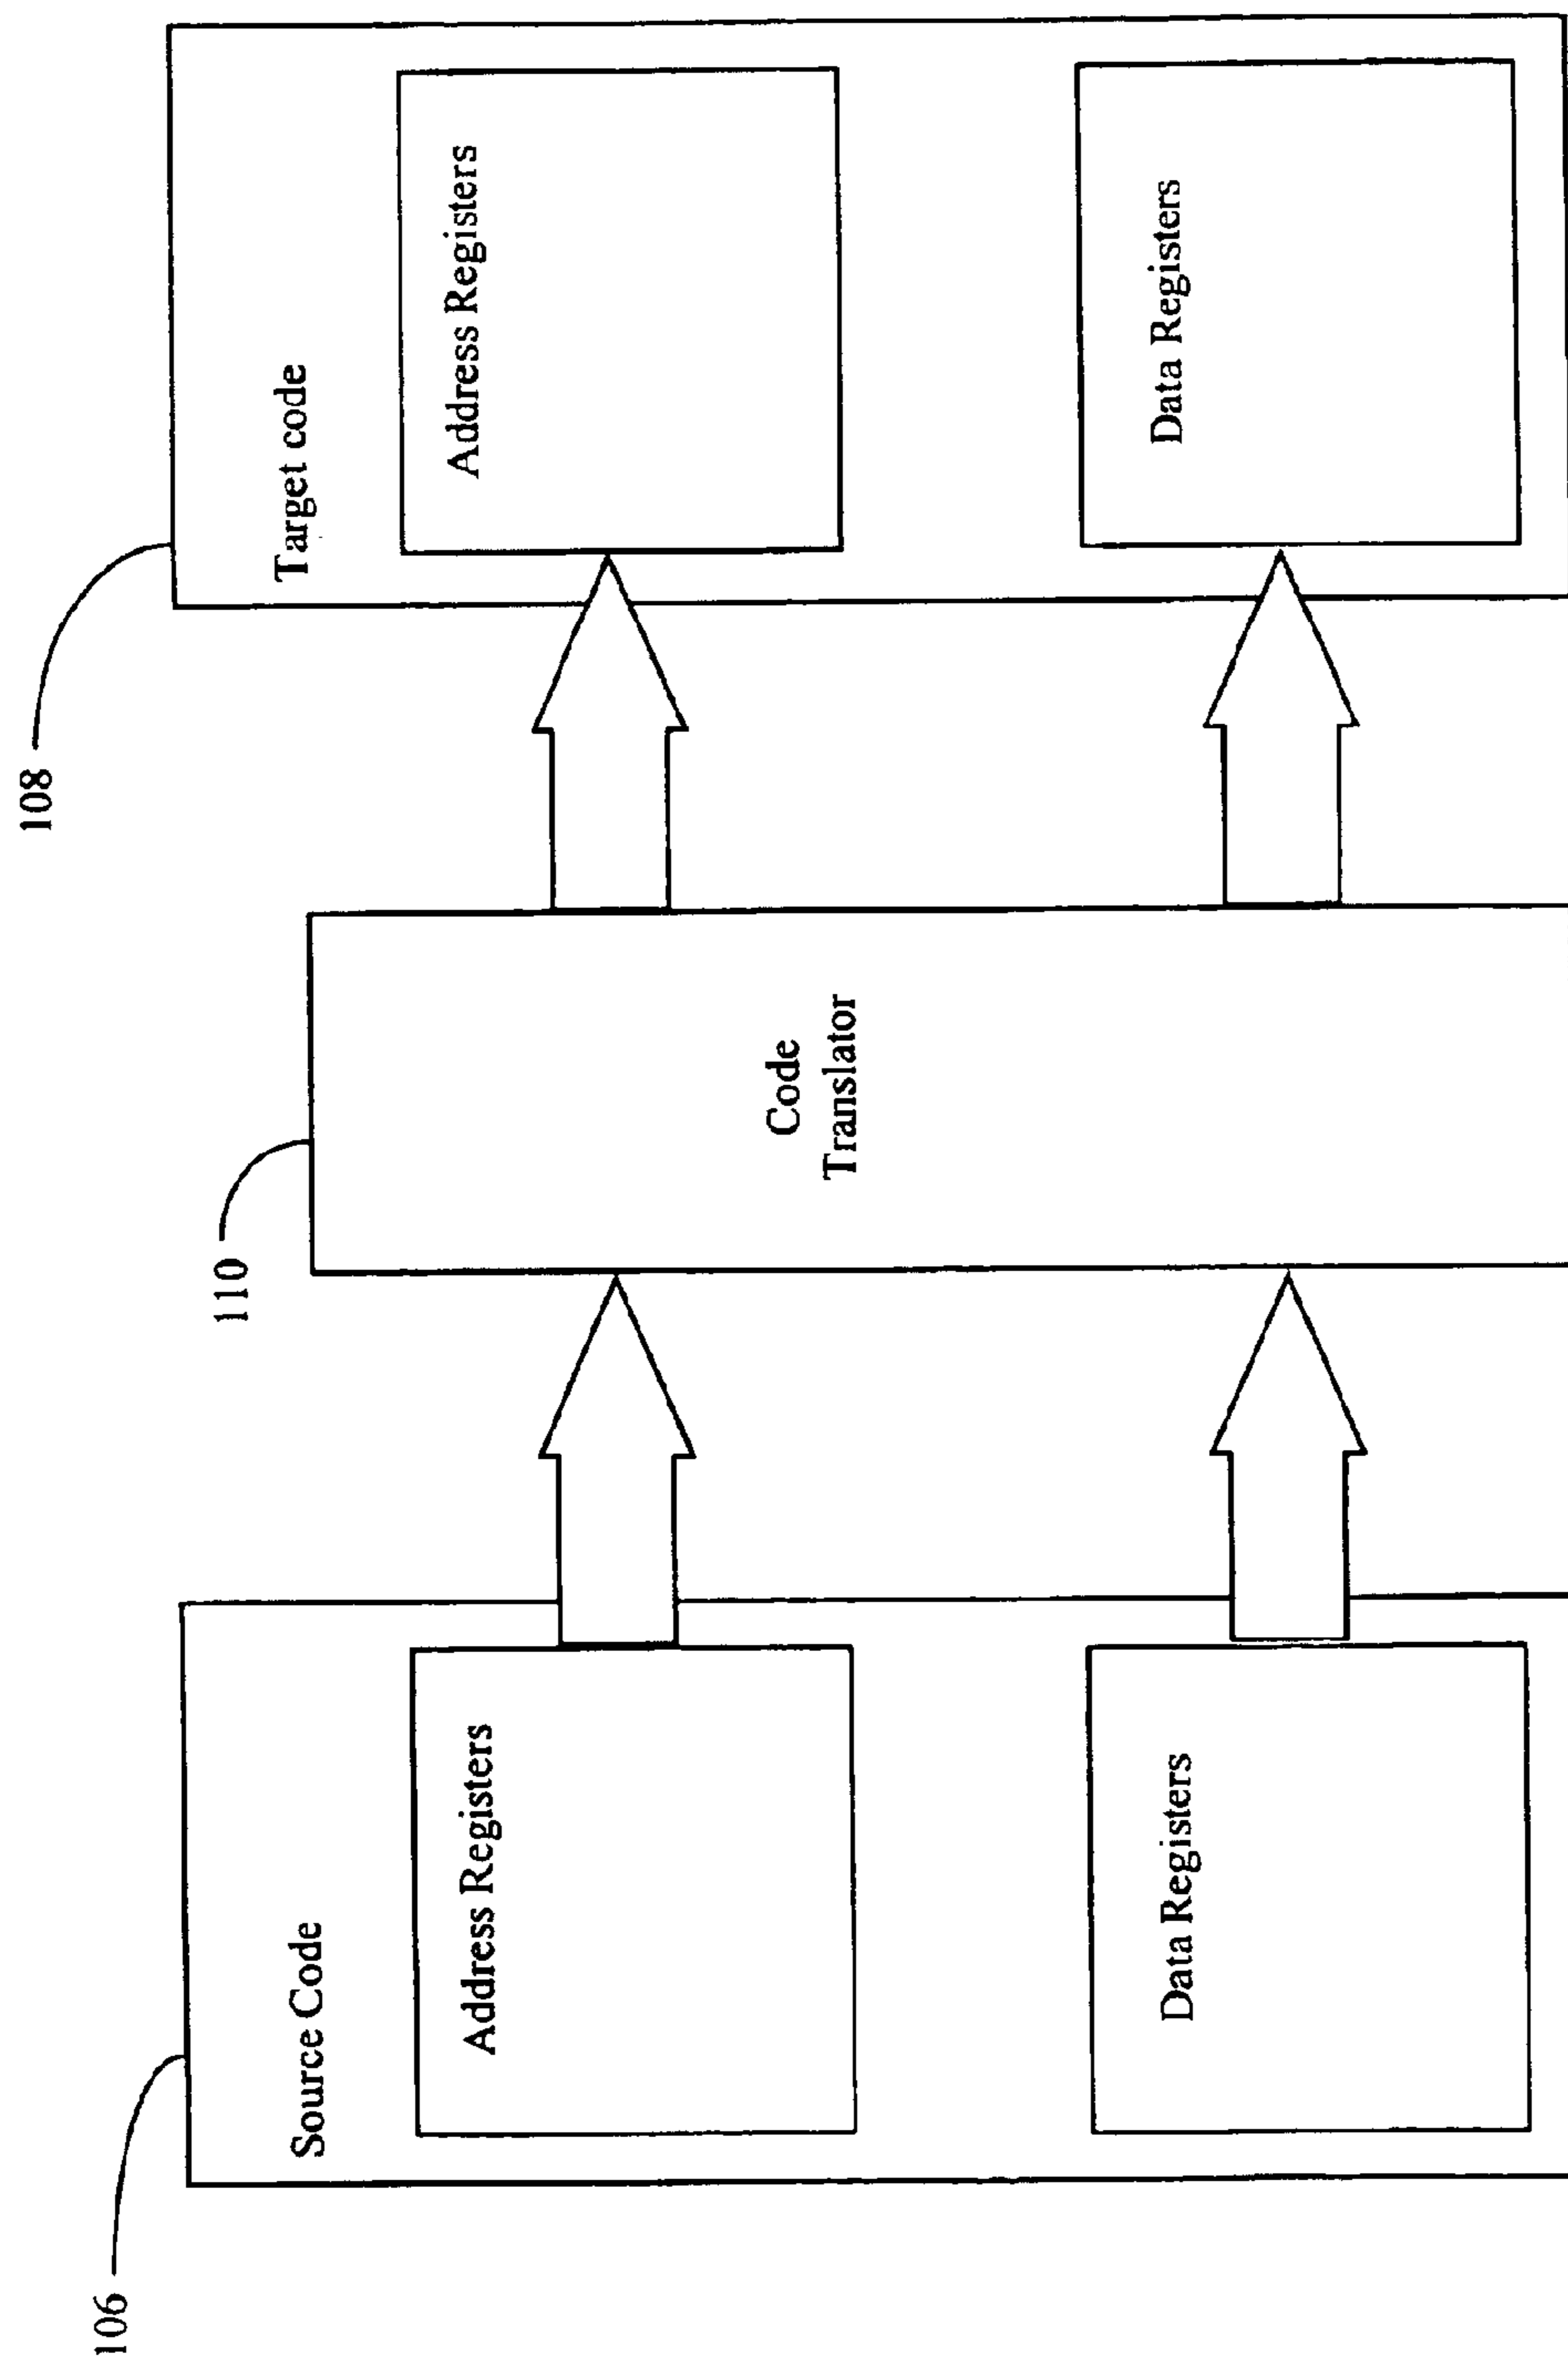 106
Source Code
Address Registers
Data Registers
110
Code
Translator
108
Target code
Address Registers
Data Registers